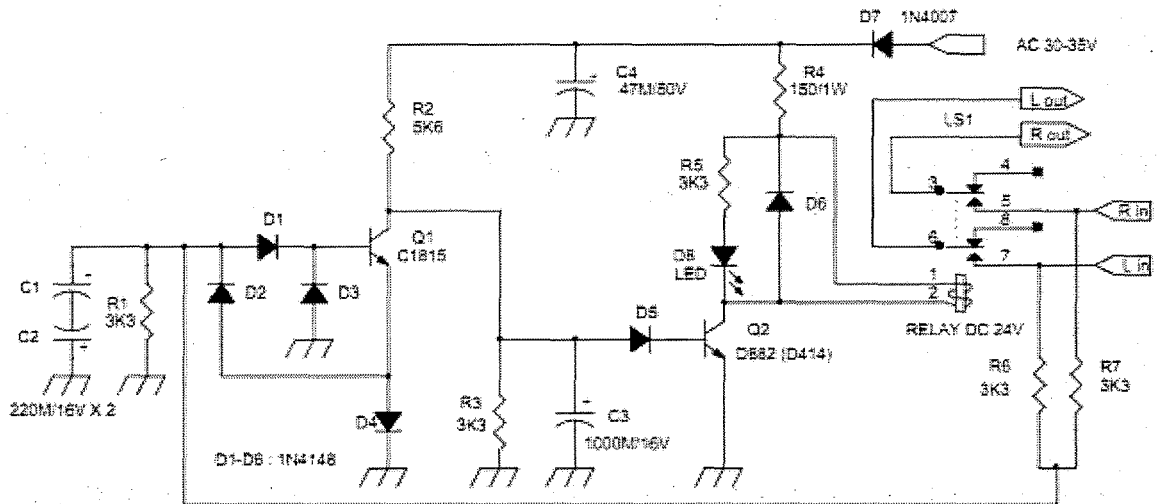 D7 1N4007
AC 30-35V
C4
47M/50V
R4
150/1W
R2
5K6
L out
LS1
R out
R5
3K3
3
4
D6
5
R in
8
D1
Q1
C1815
6
7
L in
D8
LED
C1
D2
D3
1
2
R1
3K3
D5
C2
Q2
D882 (D414)
RELAY DC 24V
R6
3K3
R7
3K3
220M/16V X 2
R3
3K3
C3
1000M/16V
D4
D1-D6 : 1N4148